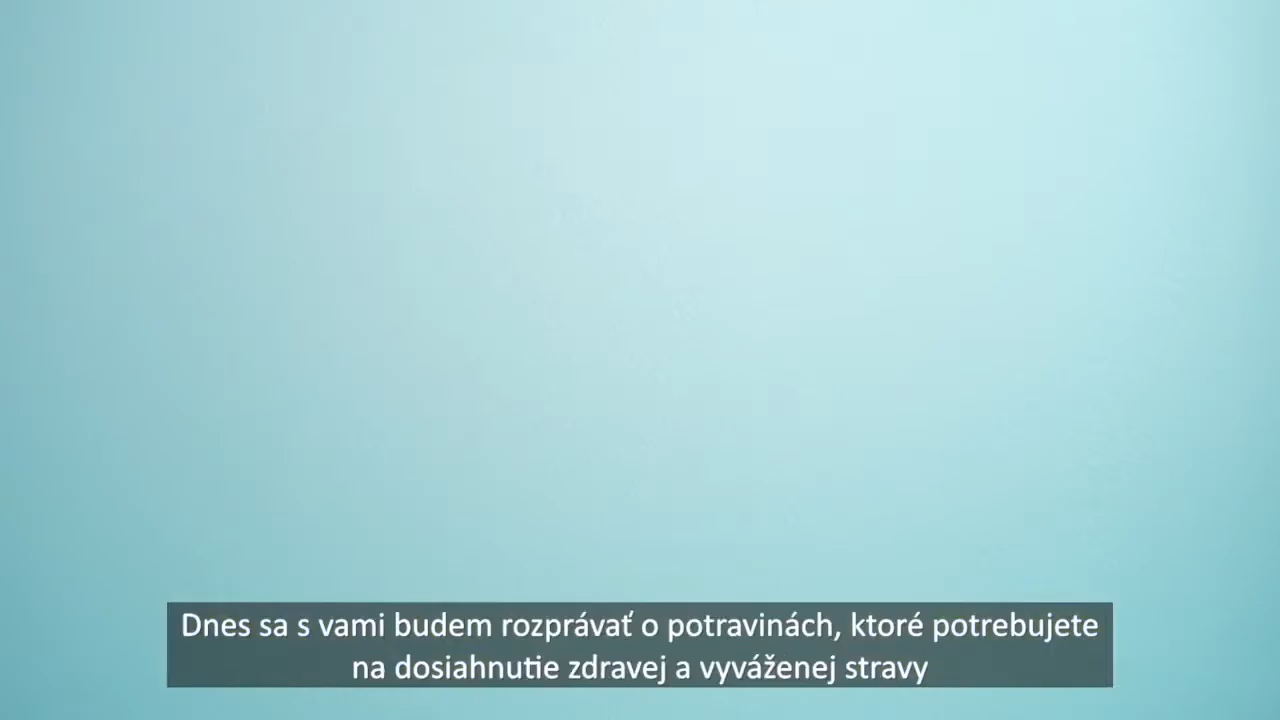 Dnes sa s vami budem rozprávať o potravinách, ktoré potrebujete
na dosiahnutie zdravej a vyváženej stravy